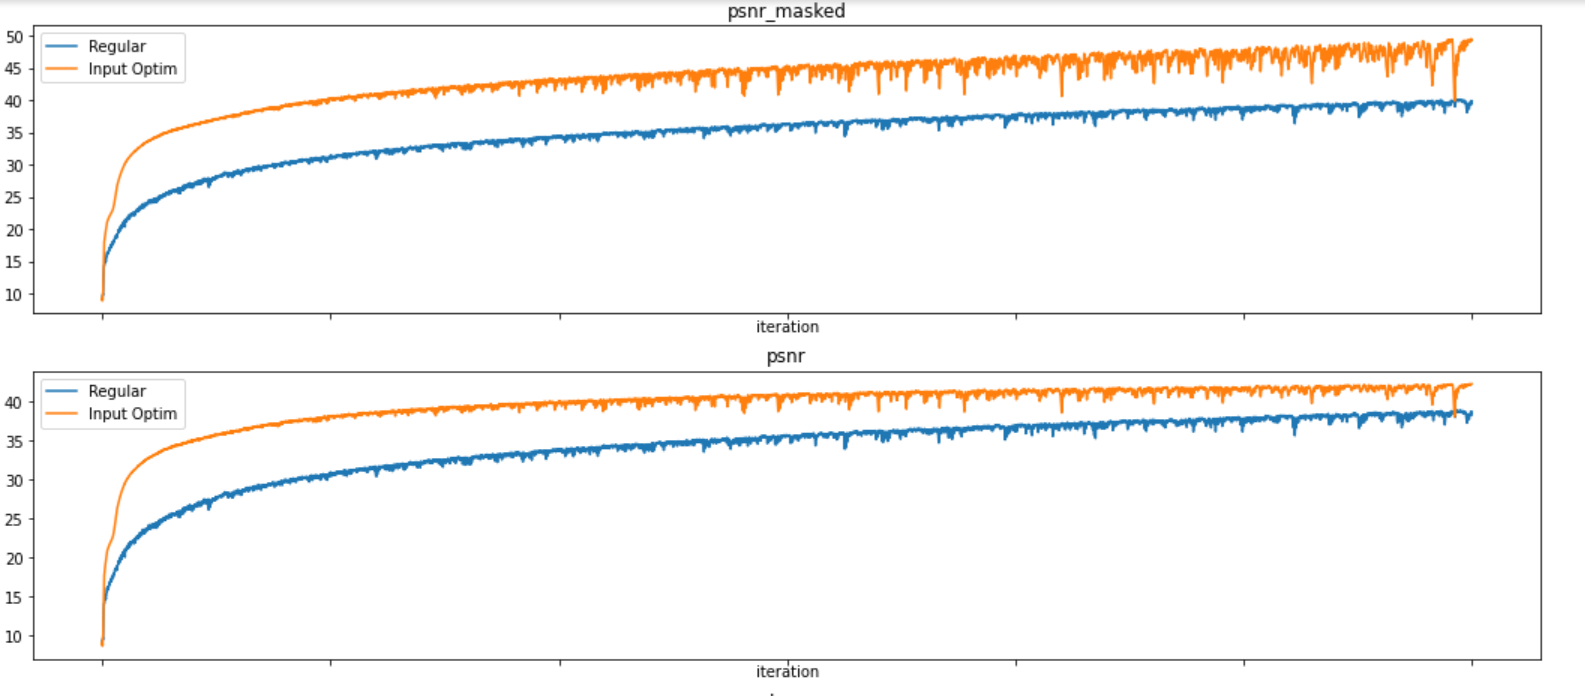 psnr_masked
50
45
40
35
30
25
20
15
10
Regular
Input Optim
iteration
psnr
40
35
30
25
20
15
10
Regular
Input Optim
iteration